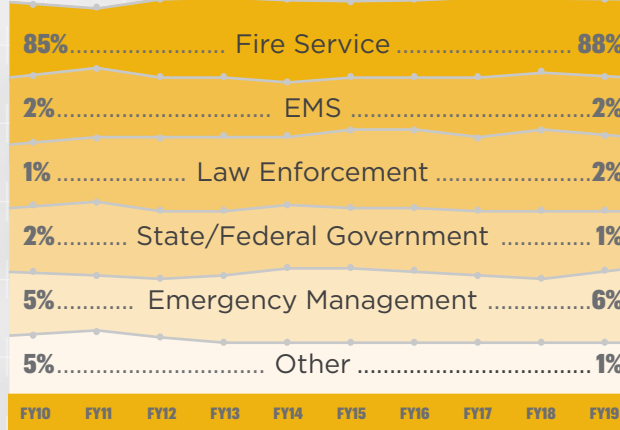 85%..................... Fire Service ........................ 88%
2%............................. EMS ...............................2%
1% ................. Law Enforcement .....................2%
2%......... State/Federal Government ............1%
5%.......... Emergency Management .............6%
5%........................... Other ...............................1%
FY10 FY11 FY12 FY13 FY14 FY15 FY16 FY17 FY18 FY19